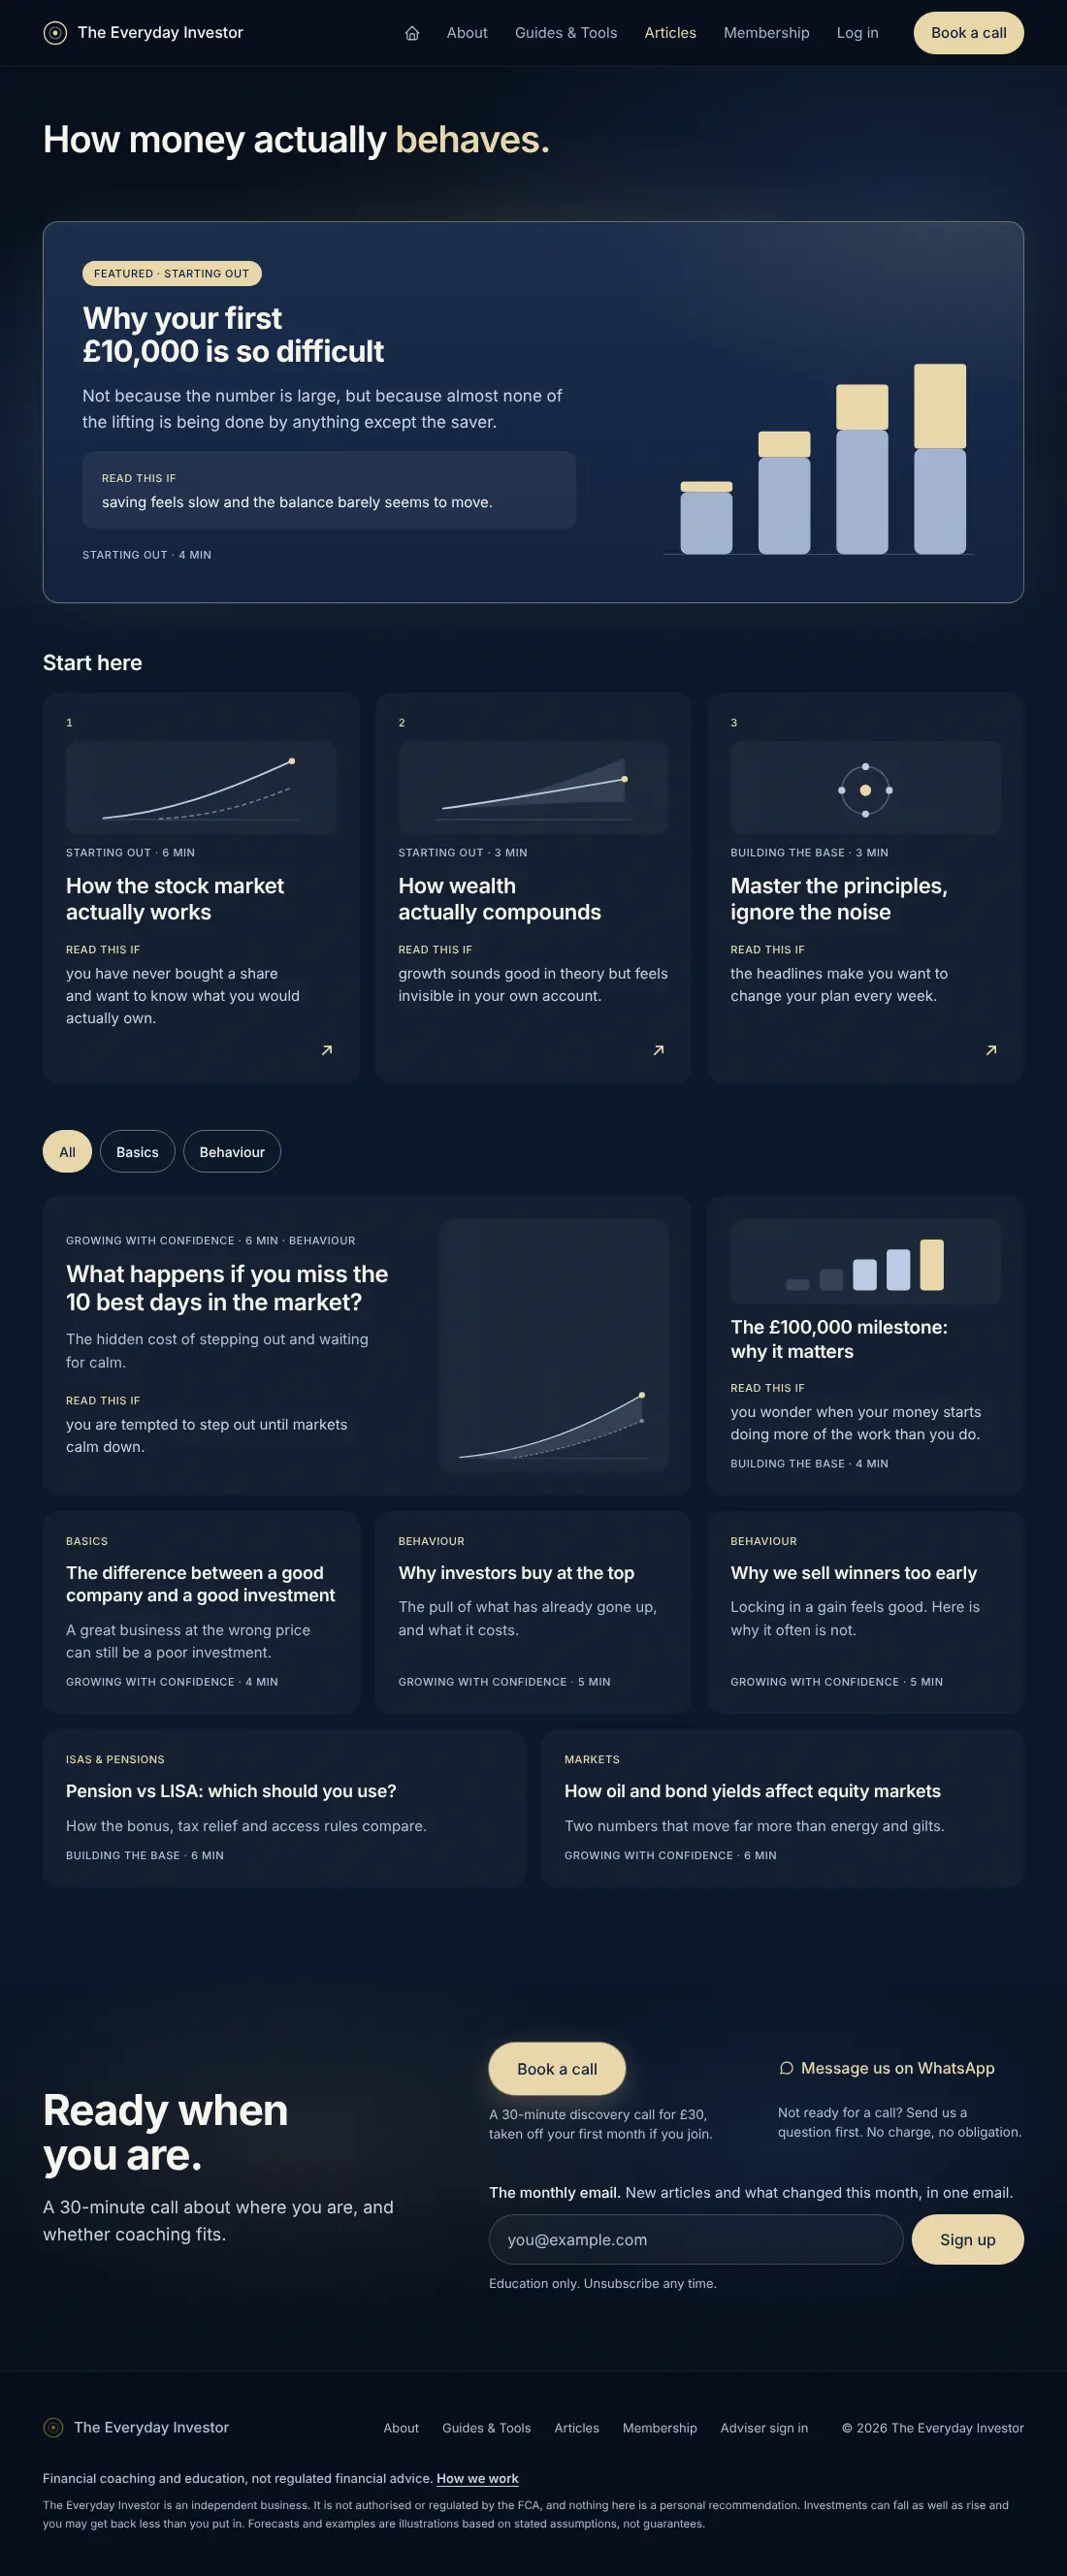 The Everyday Investor
About
Guides & Tools
Articles
Membership
Log in
Book a call
How money actually behaves.
FEATURED · STARTING OUT
Why your first
£10,000 is so difficult
Not because the number is large, but because almost none of
the lifting is being done by anything except the saver.
READ THIS IF
saving feels slow and the balance barely seems to move.
STARTING OUT · 4 MIN
Start here
1
STARTING OUT · 6 MIN
How the stock market
actually works
READ THIS IF
you have never bought a share
and want to know what you would
actually own.
2
STARTING OUT · 3 MIN
How wealth
actually compounds
READ THIS IF
growth sounds good in theory but feels
invisible in your own account.
3
BUILDING THE BASE · 3 MIN
Master the principles,
ignore the noise
READ THIS IF
the headlines make you want to
change your plan every week.
All
Basics
Behaviour
GROWING WITH CONFIDENCE · 6 MIN · BEHAVIOUR
What happens if you miss the
10 best days in the market?
The hidden cost of stepping out and waiting
for calm.
READ THIS IF
you are tempted to step out until markets
calm down.
The £100,000 milestone:
why it matters
READ THIS IF
you wonder when your money starts
doing more of the work than you do.
BUILDING THE BASE · 4 MIN
BASICS
The difference between a good
company and a good investment
A great business at the wrong price
can still be a poor investment.
GROWING WITH CONFIDENCE · 4 MIN
BEHAVIOUR
Why investors buy at the top
The pull of what has already gone up,
and what it costs.
GROWING WITH CONFIDENCE · 5 MIN
BEHAVIOUR
Why we sell winners too early
Locking in a gain feels good. Here is
why it often is not.
GROWING WITH CONFIDENCE · 5 MIN
ISAS & PENSIONS
Pension vs LISA: which should you use?
How the bonus, tax relief and access rules compare.
BUILDING THE BASE · 6 MIN
MARKETS
How oil and bond yields affect equity markets
Two numbers that move far more than energy and gilts.
GROWING WITH CONFIDENCE · 6 MIN
Ready when
you are.
A 30-minute call about where you are, and
whether coaching fits.
Book a call
A 30-minute discovery call for £30,
taken off your first month if you join.
Message us on WhatsApp
Not ready for a call? Send us a
question first. No charge, no obligation.
The monthly email. New articles and what changed this month, in one email.
you@example.com
Sign up
Education only. Unsubscribe any time.
The Everyday Investor
About
Guides & Tools
Articles
Membership
Adviser sign in
© 2026 The Everyday Investor
Financial coaching and education, not regulated financial advice. How we work
The Everyday Investor is an independent business. It is not authorised or regulated by the FCA, and nothing here is a personal recommendation. Investments can fall as well as rise and
you may get back less than you put in. Forecasts and examples are illustrations based on stated assumptions, not guarantees.